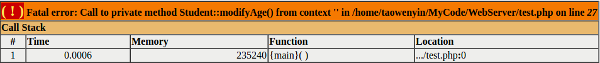 ( ! ) Fatal error: Call to private method Student::modifyAge() from context '' in /home/taowenyin/MyCode/WebServer/test.php on line 27
Call Stack
# Time Memory Function Location
1 0.0006 235240 {main}( ) .../test.php:0